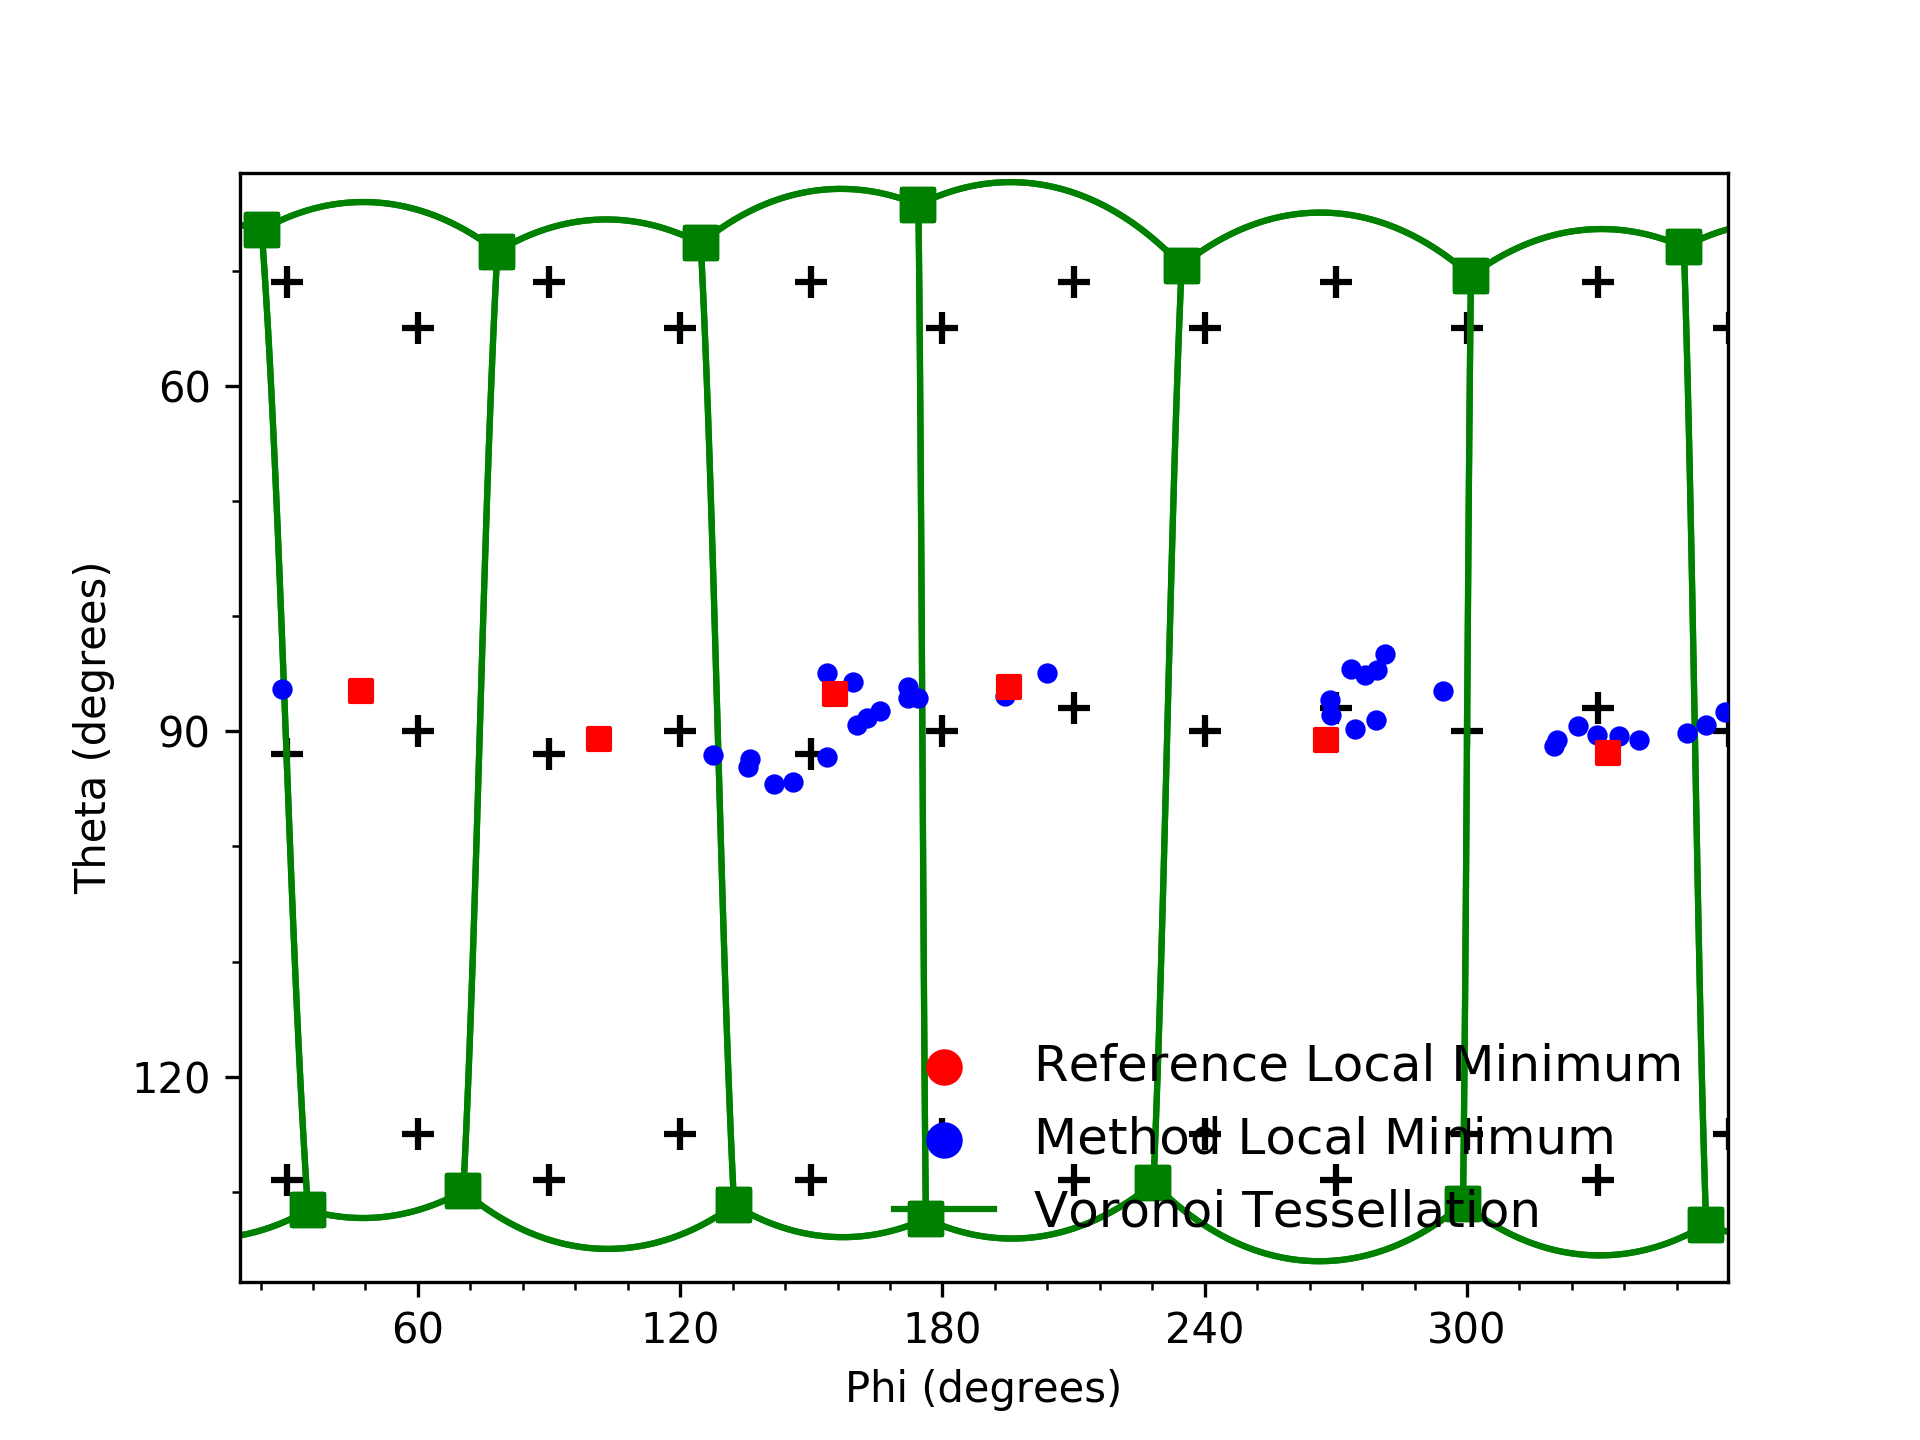 60
90
120
Theta (degrees)
Reference Local Minimum
Method Local Minimum
Voronoi Tessellation
60 120 180 240 300
Phi (degrees)